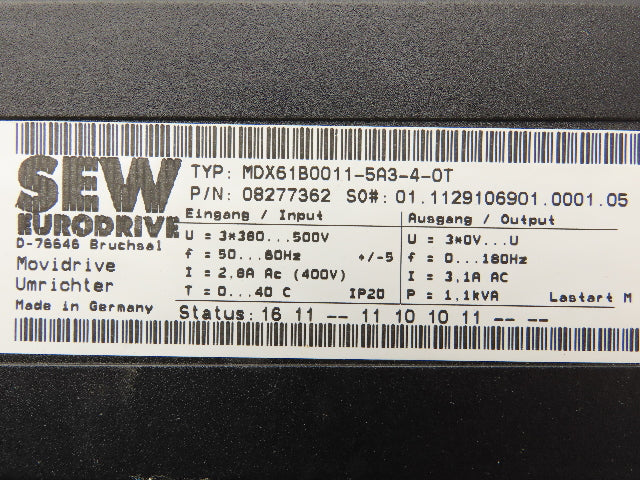 SEW
EURODRIVE
D-76646 Bruchsal
Movidrive
Umrichter
Made in Germany
TYP: MDX61B0011-5A3-4-0T
P/N: 08277362 SO#: 01.1129106901.0001.05
Eingang / Input
U = 3*380...500V
f = 50...60Hz +/-5
I = 2,8A Ac (400V)
T = 0...40 C IP20
Ausgang / Output
U = 3*0V...U
f = 0...180Hz
I = 3,1A AC
P = 1,1kVA Lastart M
Status: 16 11 -- 11 10 10 11 -- --